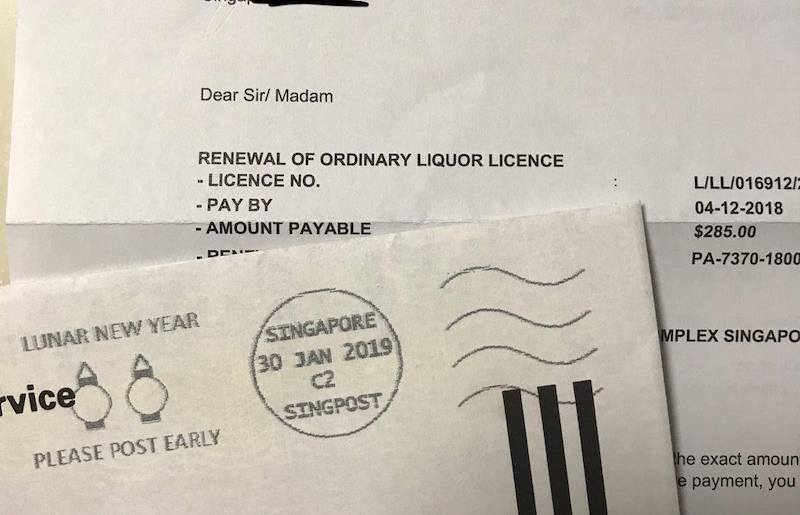 Dear Sir/ Madam
RENEWAL OF ORDINARY LIQUOR LICENCE
- LICENCE NO. : L/LL/016912/
- PAY BY 04-12-2018
- AMOUNT PAYABLE $285.00
PA-7370-1800
MPLEX SINGAPO
the exact amoun
e payment, you
LUNAR NEW YEAR
rvice
PLEASE POST EARLY
SINGAPORE
30 JAN 2019
C2
SINGPOST